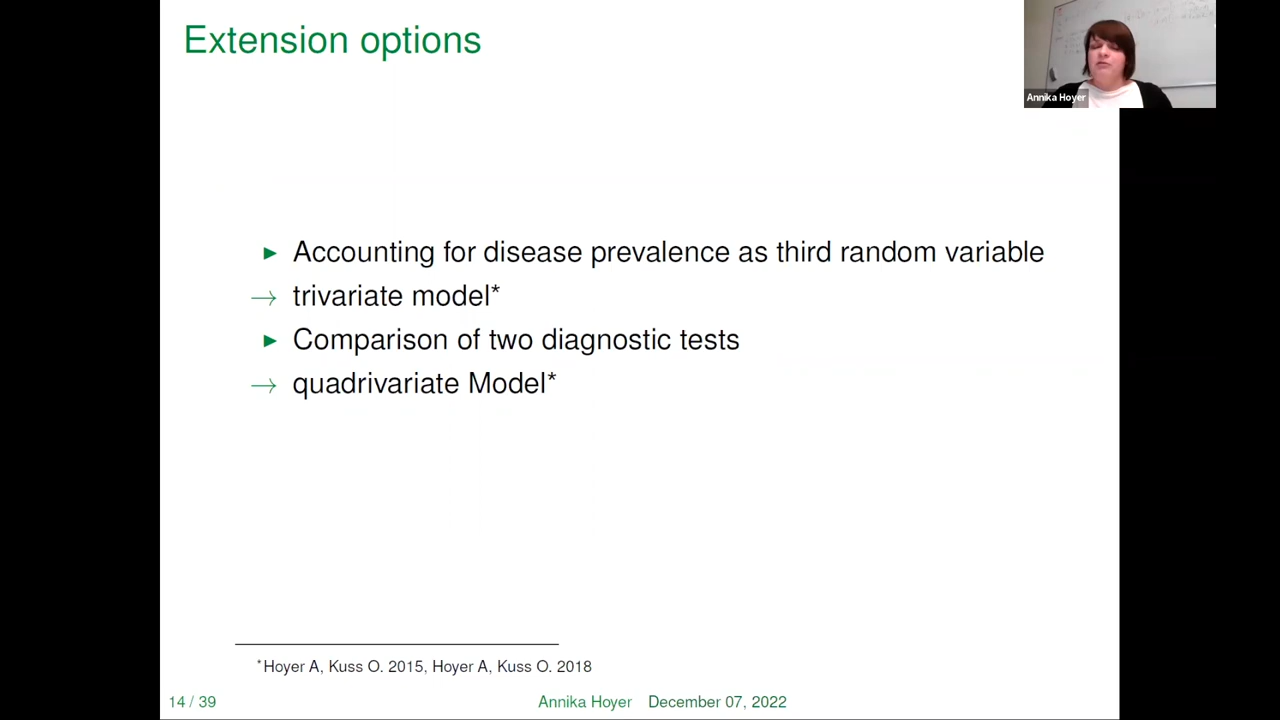 Extension options
Annika Hoyer
► Accounting for disease prevalence as third random variable
→ trivariate model*
► Comparison of two diagnostic tests
→ quadrivariate Model*
*Hoyer A, Kuss O. 2015, Hoyer A, Kuss O. 2018
14 / 39 Annika Hoyer December 07, 2022